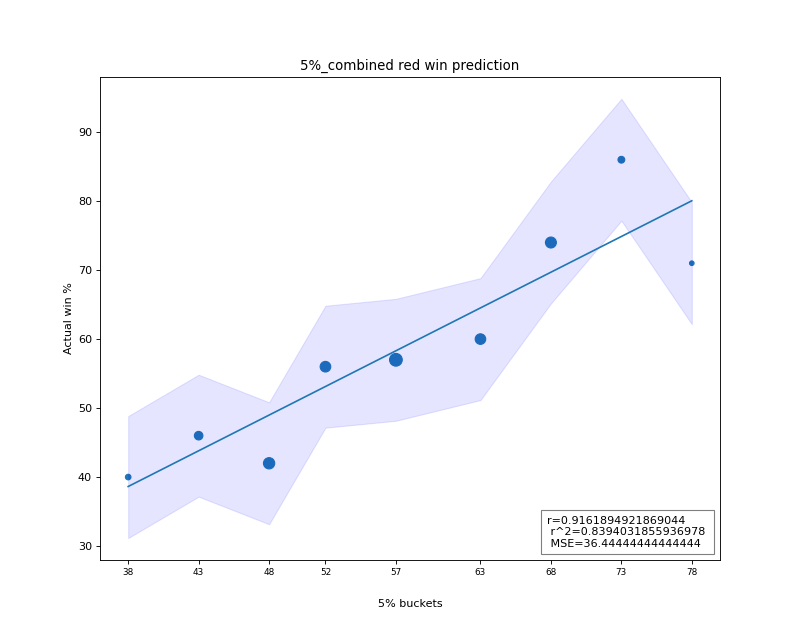 5%_combined red win prediction
Actual win %
90
80
70
60
50
40
30
r=0.9161894921869044
r^2=0.8394031855936978
MSE=36.44444444444444
38 43 48 52 57 63 68 73 78
5% buckets